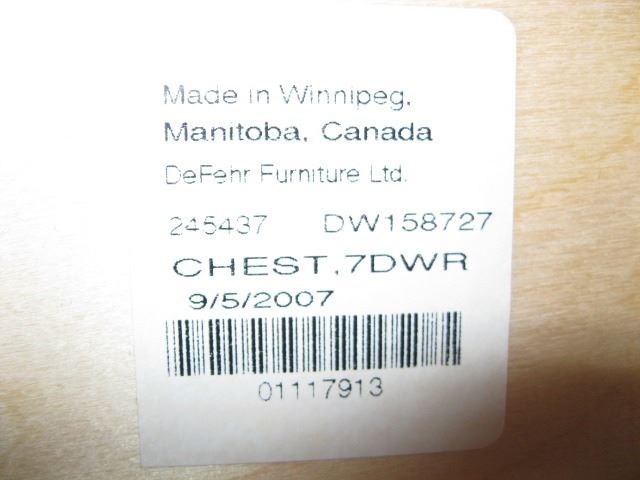 Made in Winnipeg,
Manitoba, Canada
DeFehr Furniture Ltd.
245437 DW158727
CHEST,7DWR
9/5/2007
01117913